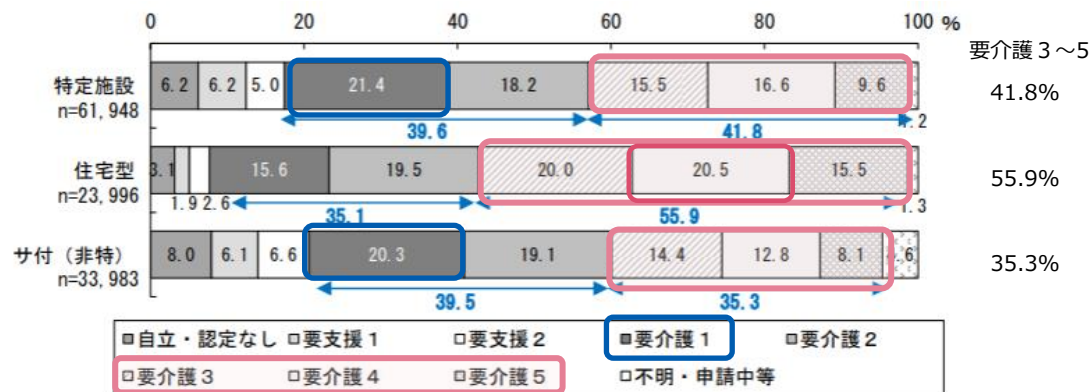 0 20 40 60 80 100 %
要介護3～5
特定施設 6.2 6.2 5.0 21.4 18.2 15.5 16.6 9.6 41.8%
n=61,948 39.6 41.8 1.2
住宅型 3.1 15.6 19.5 20.0 20.5 15.5 55.9%
n=23,996 1.9 2.6 35.1 55.9 1.3
サ付（非特） 8.0 6.1 6.6 20.3 19.1 14.4 12.8 8.1 35.3%
n=33,983 39.5 35.3
自立・認定なし 要支援1 要支援2 要介護1 要介護2
要介護3 要介護4 要介護5 不明・申請中等